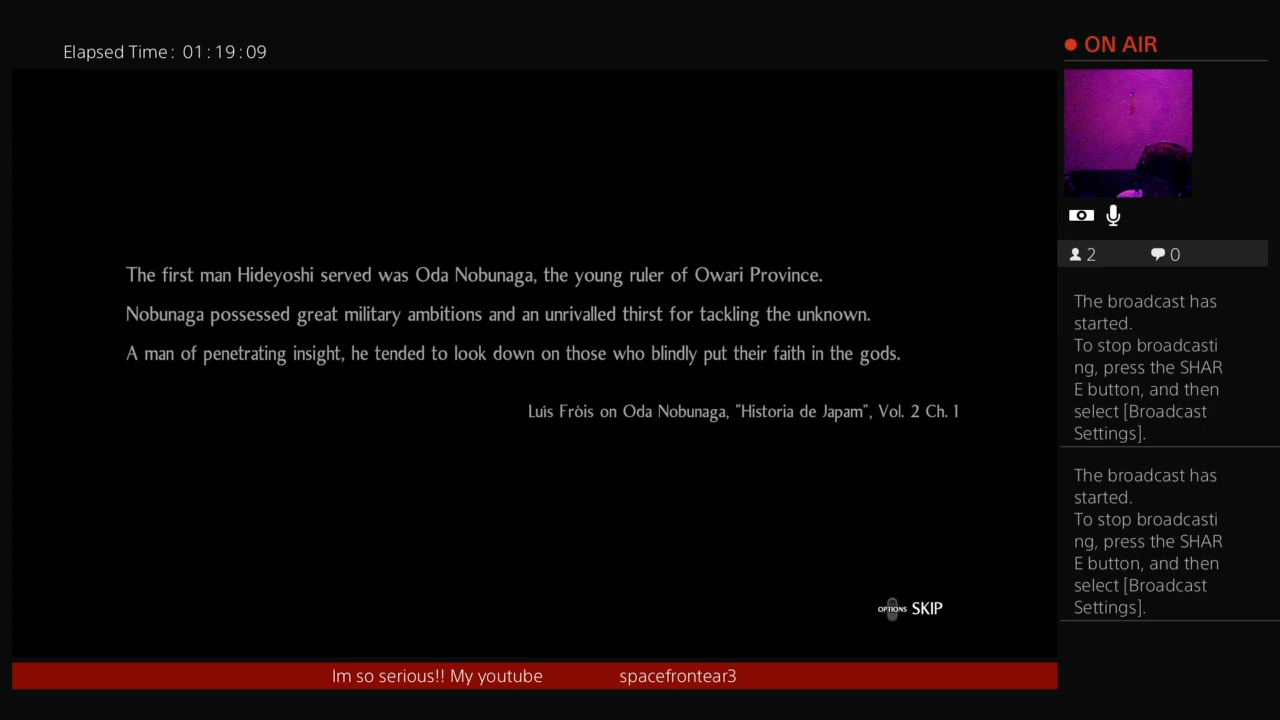 Elapsed Time: 01:19:09
ON AIR
The first man Hideyoshi served was Oda Nobunaga, the young ruler of Owari Province.
Nobunaga possessed great military ambitions and an unrivalled thirst for tackling the unknown.
A man of penetrating insight, he tended to look down on those who blindly put their faith in the gods.
Luís Fróis on Oda Nobunaga, "Historia de Japam", Vol. 2 Ch. 1
OPTIONS SKIP
Im so serious!! My youtube spacefrontear3
2 0
The broadcast has
started.
To stop broadcasti
ng, press the SHAR
E button, and then
select [Broadcast
Settings].
The broadcast has
started.
To stop broadcasti
ng, press the SHAR
E button, and then
select [Broadcast
Settings].